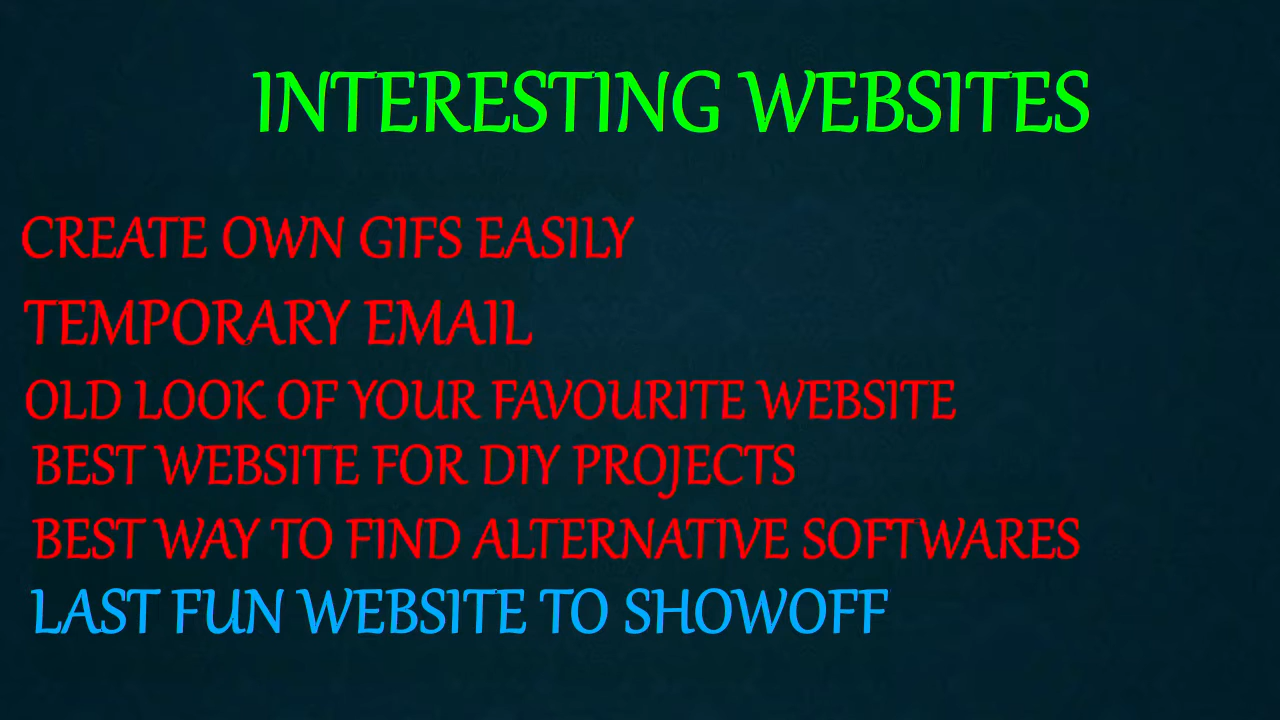 INTERESTING WEBSITES
CREATE OWN GIFS EASILY
TEMPORARY EMAIL
OLD LOOK OF YOUR FAVOURITE WEBSITE
BEST WEBSITE FOR DIY PROJECTS
BEST WAY TO FIND ALTERNATIVE SOFTWARES
LAST FUN WEBSITE TO SHOWOFF